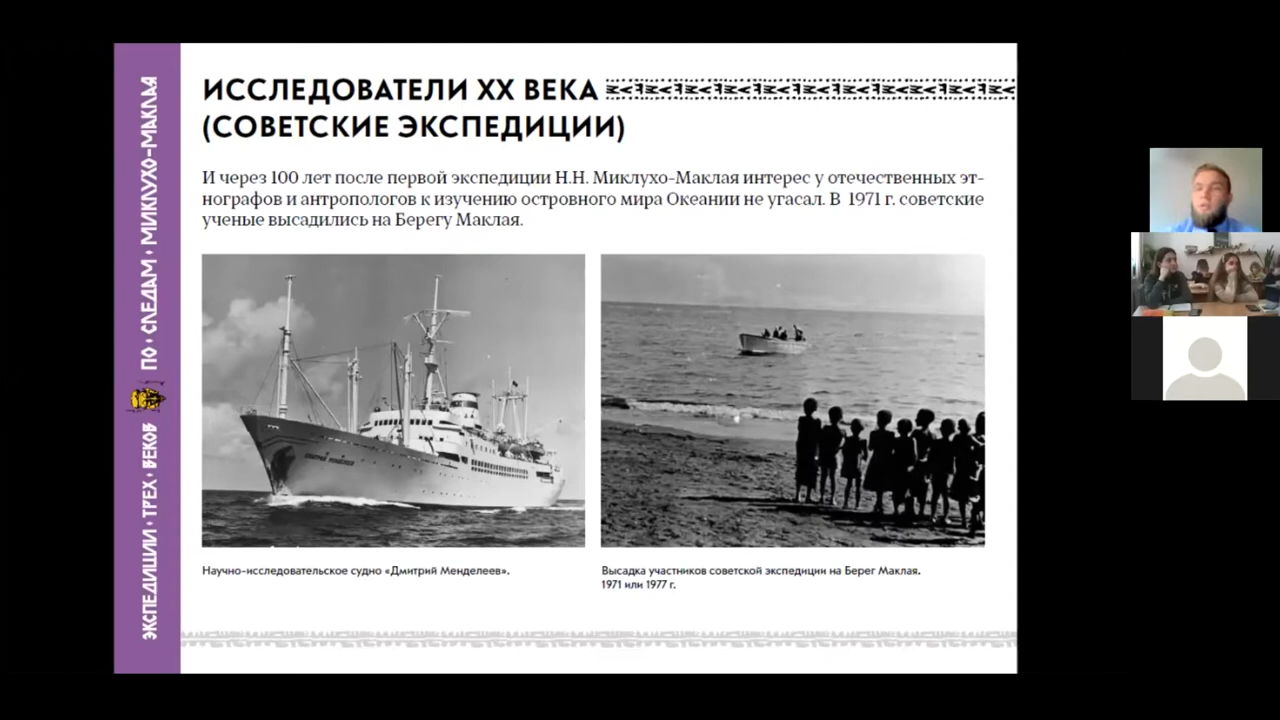 ИССЛЕДОВАТЕЛИ XX ВЕКА
(СОВЕТСКИЕ ЭКСПЕДИЦИИ)
И через 100 лет после первой экспедиции Н.Н. Миклухо-Маклая интерес у отечественных эт-
нографов и антропологов к изучению островного мира Океании не угасал. В 1971 г. советские
ученые высадились на Берегу Маклая.
Научно-исследовательское судно «Дмитрий Менделеев».
Высадка участников советской экспедиции на Берег Маклая.
1971 или 1977 г.
ЭКСПЕДИЦИИ • ТРЕХ • ВЕКОВ
ПО • СЛЕДАМ • МИКЛУХО-МАКЛАЯ
ДМИТРИЙ МЕНДЕЛЕЕВ